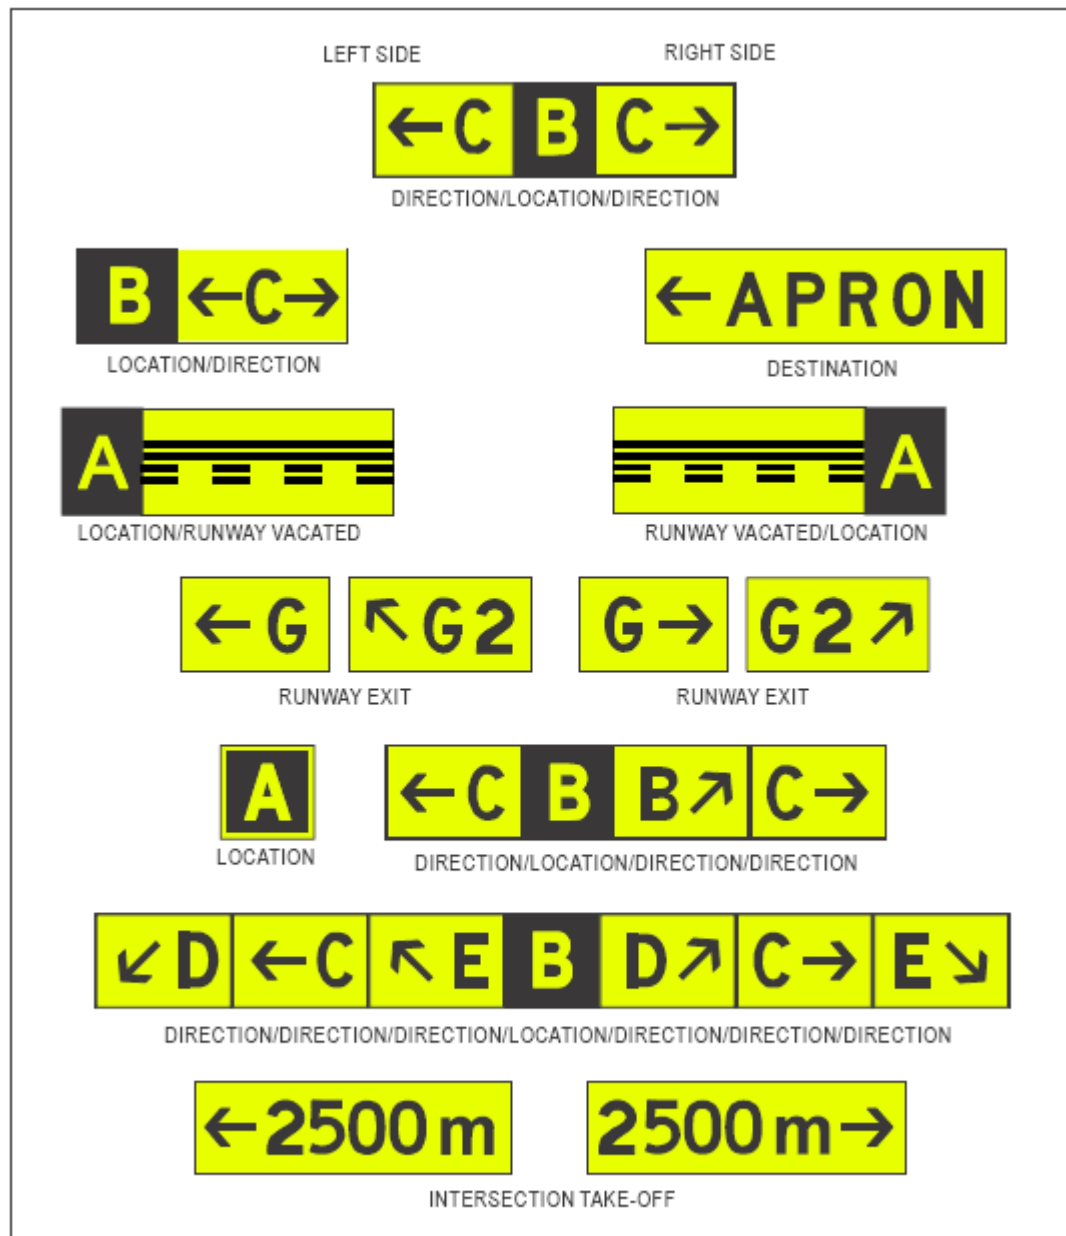 LEFT SIDE RIGHT SIDE
←C B C→
DIRECTION/LOCATION/DIRECTION
B ←C→ ←APRON
LOCATION/DIRECTION DESTINATION
A A
LOCATION/RUNWAY VACATED RUNWAY VACATED/LOCATION
←G ↖G2 G→ G2↗
RUNWAY EXIT RUNWAY EXIT
A ←C B B↗ C→
LOCATION DIRECTION/LOCATION/DIRECTION/DIRECTION
↙D ←C ↖E B D↗ C→ E↘
DIRECTION/DIRECTION/DIRECTION/LOCATION/DIRECTION/DIRECTION/DIRECTION
←2500m 2500m→
INTERSECTION TAKE-OFF